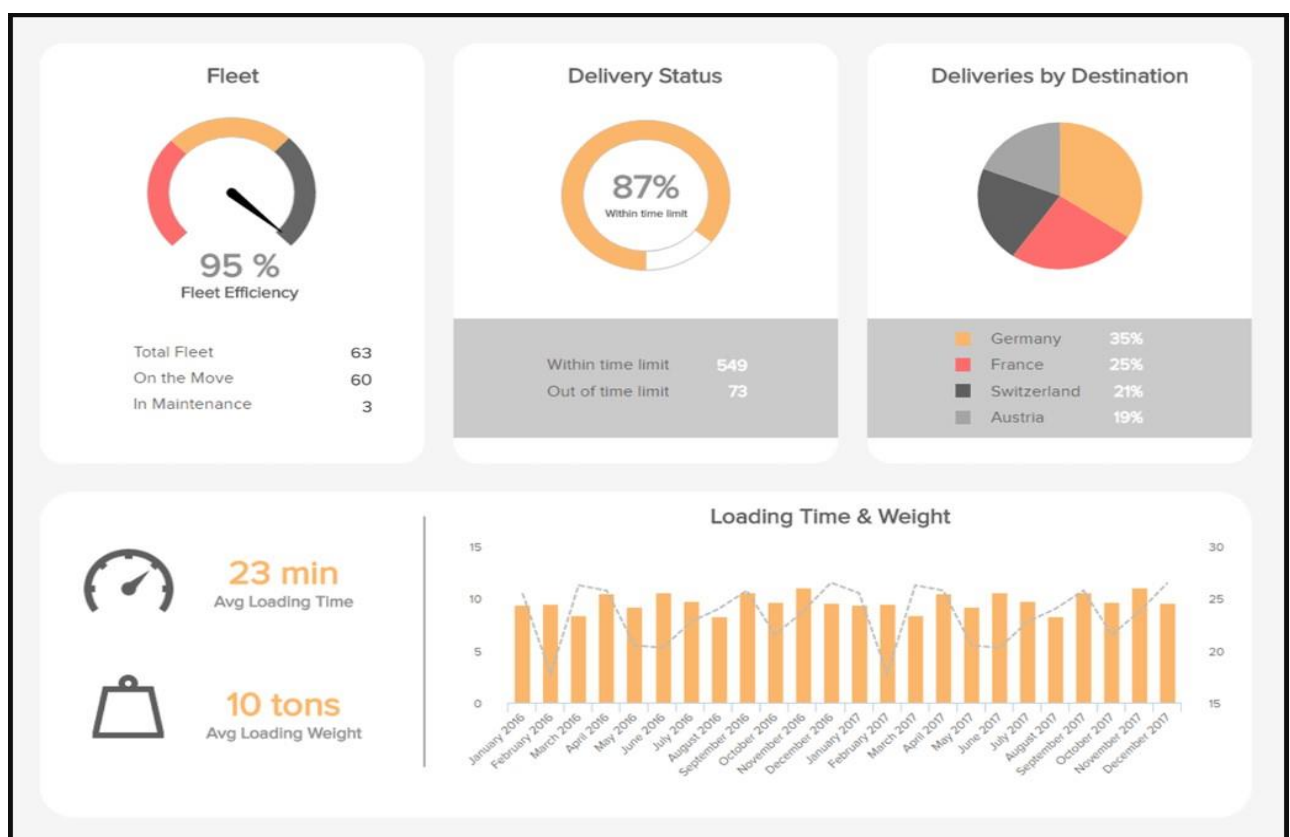 Fleet
95 %
Fleet Efficiency
Total Fleet 63
On the Move 60
In Maintenance 3
Delivery Status
87%
Within time limit
Within time limit 549
Out of time limit 73
Deliveries by Destination
Germany 35%
France 25%
Switzerland 21%
Austria 19%
23 min
Avg Loading Time
10 tons
Avg Loading Weight
Loading Time & Weight
15
10
5
0
30
25
20
15
January 2016
February 2016
March 2016
April 2016
May 2016
June 2016
July 2016
August 2016
September 2016
October 2016
November 2016
December 2016
January 2017
February 2017
March 2017
April 2017
May 2017
June 2017
July 2017
August 2017
September 2017
October 2017
November 2017
December 2017